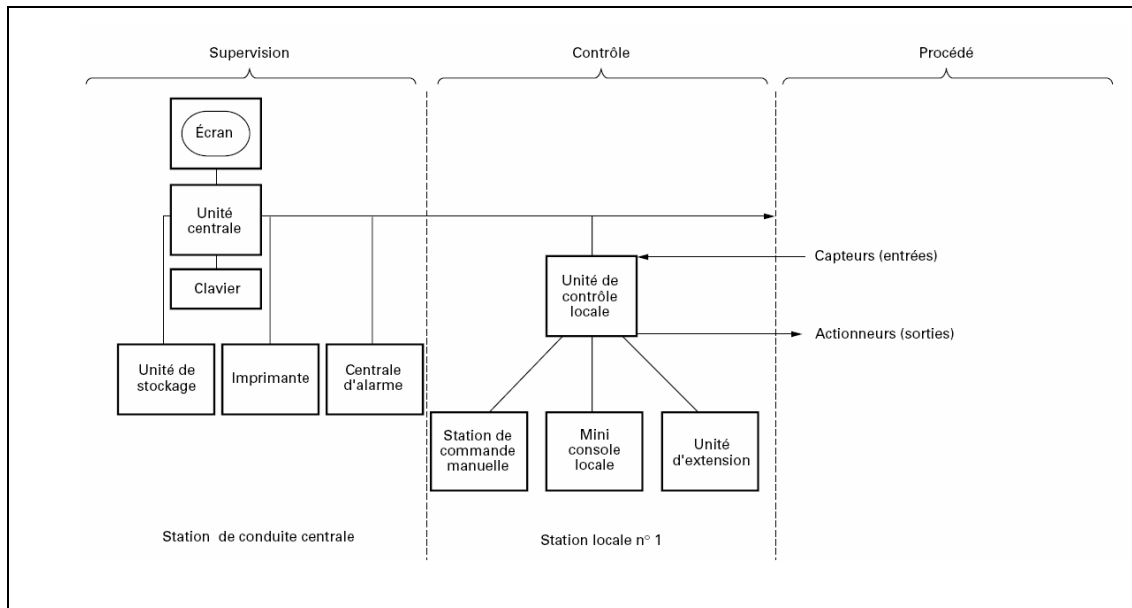 Supervision
Contrôle
Procédé
Écran
Unité
centrale
Clavier
Unité de
stockage
Imprimante
Centrale
d'alarme
Unité de
contrôle
locale
Capteurs (entrées)
Actionneurs (sorties)
Station de
commande
manuelle
Mini
console
locale
Unité
d'extension
Station de conduite centrale
Station locale n° 1